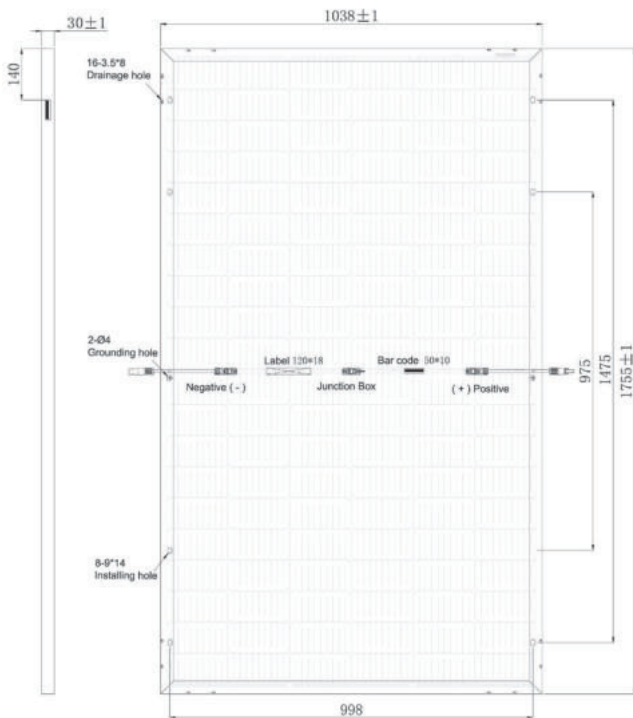 30±1
1038±1
140
16-3.5*8
Drainage hole
2-Ø4
Grounding hole
Label 120*18
Bar code 50*10
Negative ( - )
Junction Box
( + ) Positive
975
1475
1755±1
8-9*14
Installing hole
998